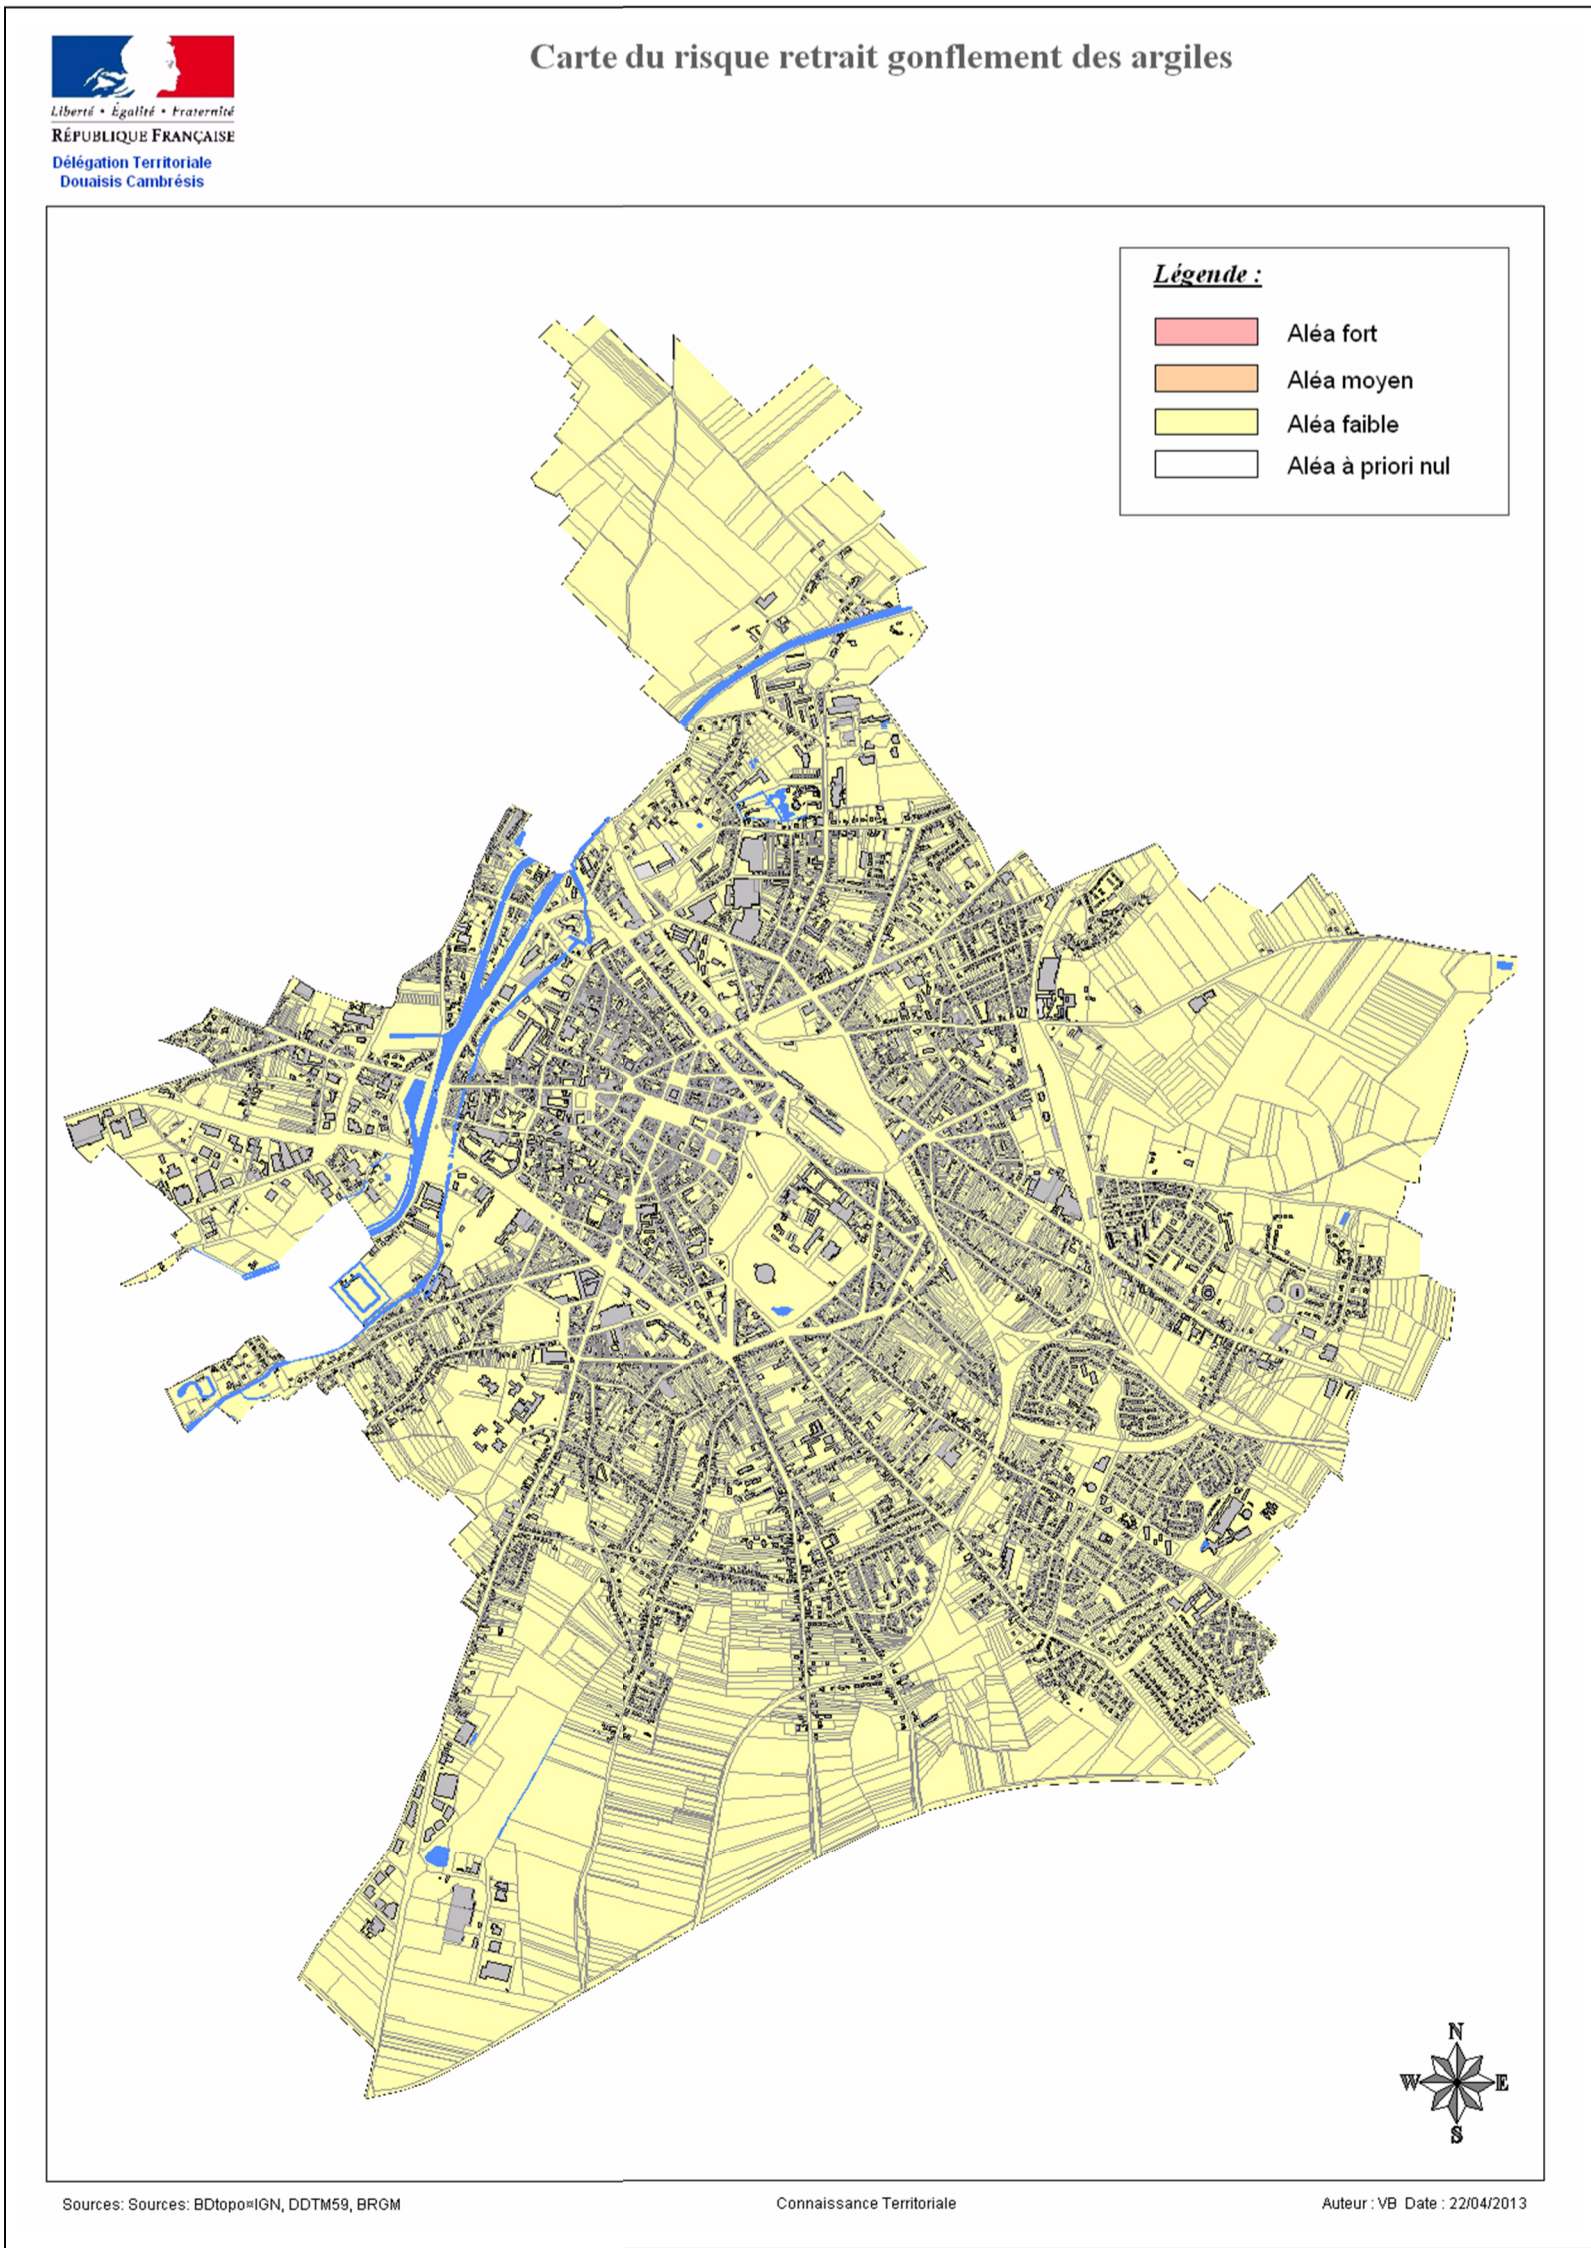 Carte du risque retrait gonflement des argiles
Liberté • Égalité • Fraternité
RÉPUBLIQUE FRANÇAISE
Délégation Territoriale
Douaisis Cambrésis
Légende :
Aléa fort
Aléa moyen
Aléa faible
Aléa à priori nul
N
W E
S
Sources: Sources: BDtopo¤IGN, DDTM59, BRGM
Connaissance Territoriale
Auteur : VB Date : 22/04/2013